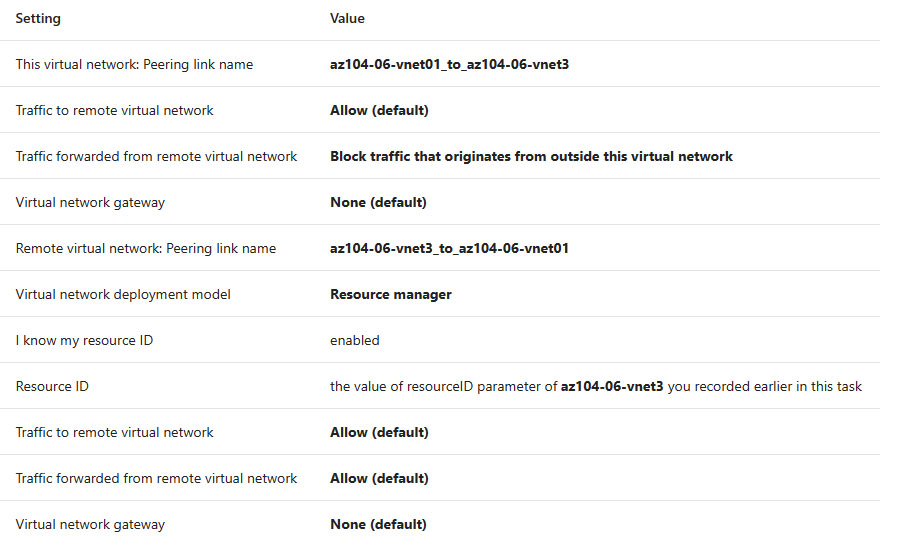 Setting Value
This virtual network: Peering link name az104-06-vnet01_to_az104-06-vnet3
Traffic to remote virtual network Allow (default)
Traffic forwarded from remote virtual network Block traffic that originates from outside this virtual network
Virtual network gateway None (default)
Remote virtual network: Peering link name az104-06-vnet3_to_az104-06-vnet01
Virtual network deployment model Resource manager
I know my resource ID enabled
Resource ID the value of resourceID parameter of az104-06-vnet3 you recorded earlier in this task
Traffic to remote virtual network Allow (default)
Traffic forwarded from remote virtual network Allow (default)
Virtual network gateway None (default)